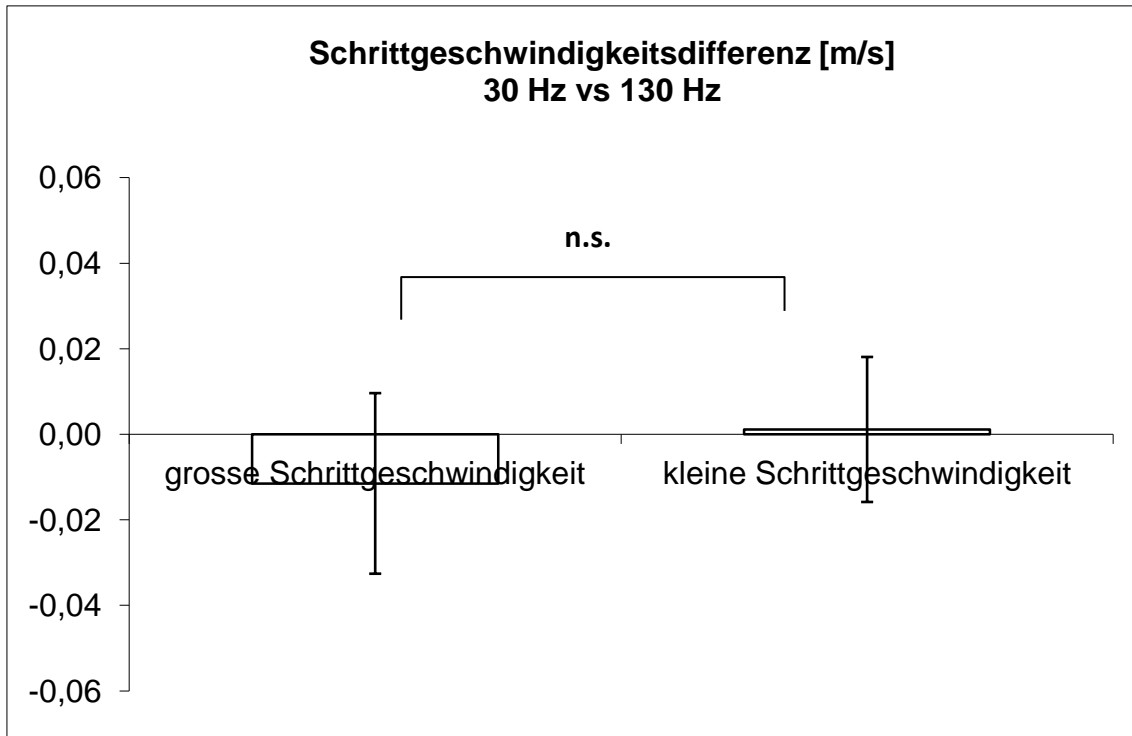 Schrittgeschwindigkeitsdifferenz [m/s]
30 Hz vs 130 Hz
0,06
n.s.
0,04
0,02
0,00
grosse Schrittgeschwindigkeit kleine Schrittgeschwindigkeit
-0,02
-0,04
-0,06